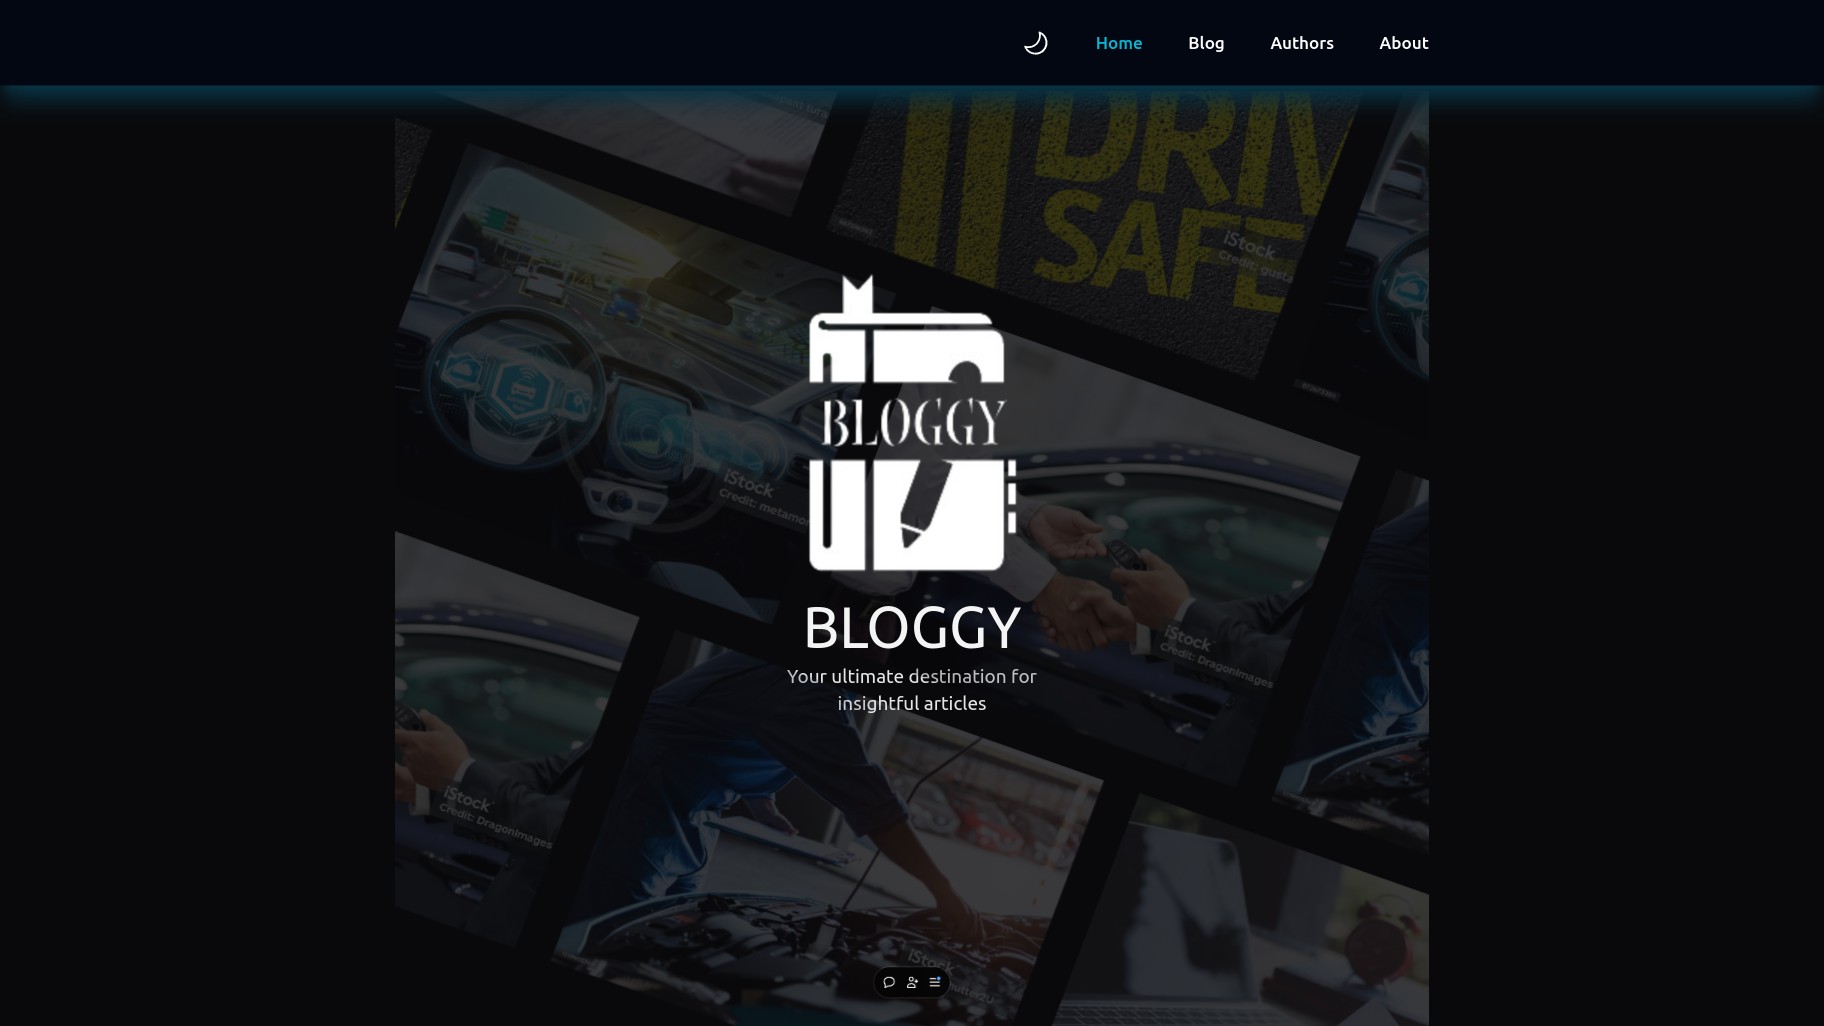 Home
Blog
Authors
About
DRIV
SAFE
iStock
Credit: gusta
iStock
Credit: metamor
BLOGGY
iStock
Credit: DragonImages
BLOGGY
Your ultimate destination for
insightful articles
iStock
Credit: DragonImages
iStock